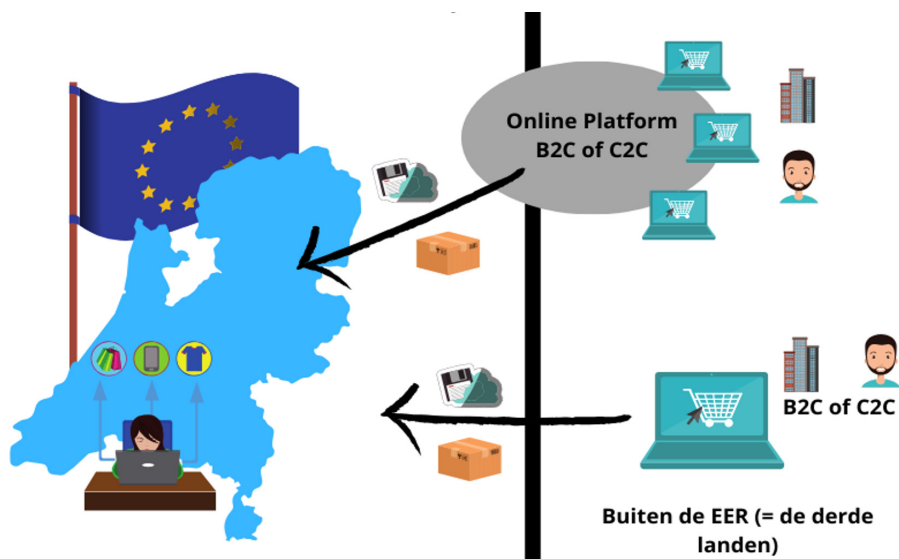 Online Platform
B2C of C2C
B2C of C2C
Buiten de EER (= de derde
landen)